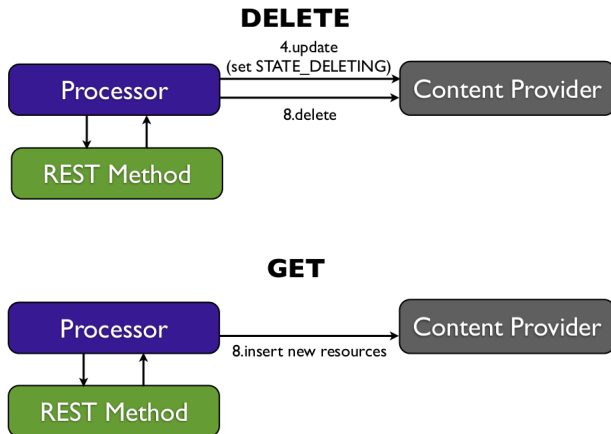 DELETE
4.update
(set STATE_DELETING)
Processor
Content Provider
8.delete
REST Method
GET
Processor
Content Provider
8.insert new resources
REST Method